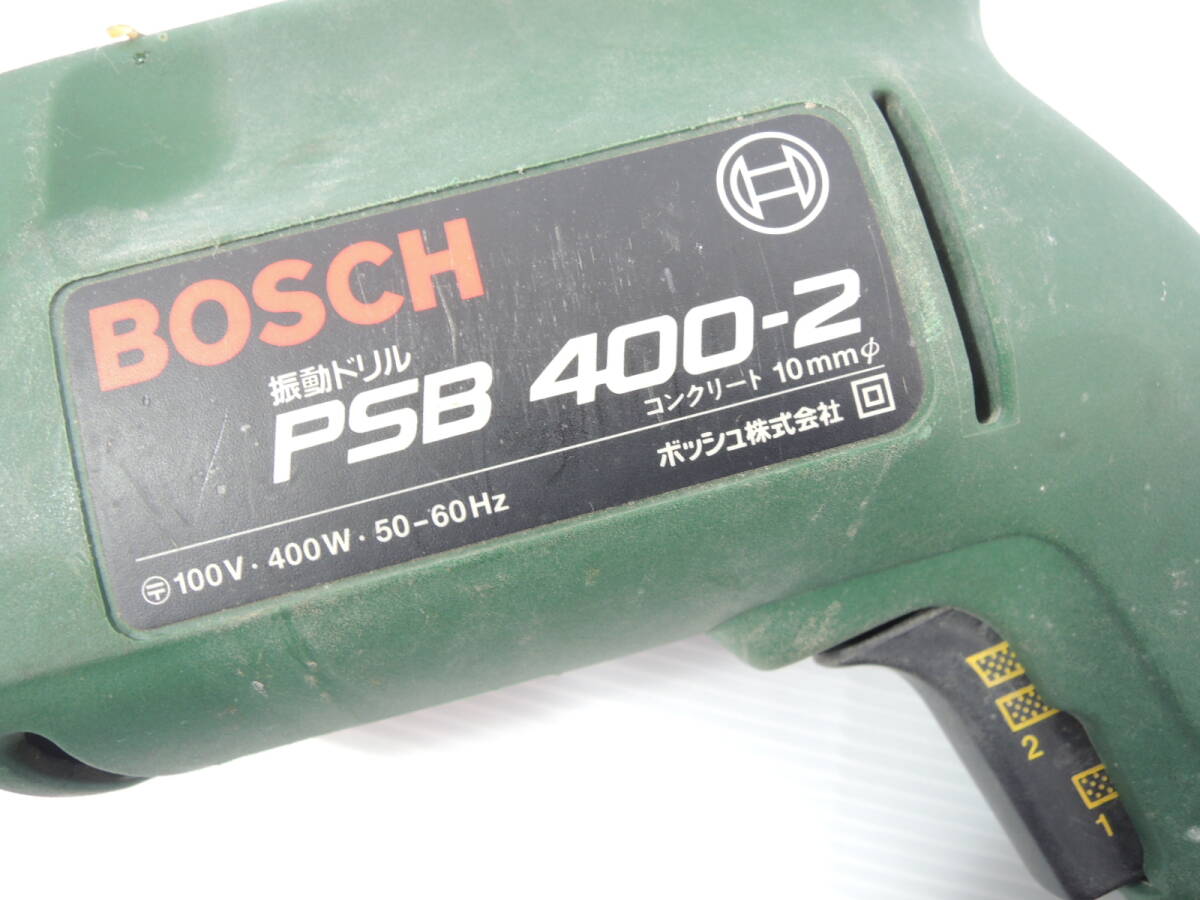 BOSCH
振動ドリル
PSB 400-2
コンクリート 10mmφ
ボッシュ株式会社
〒100V · 400W · 50-60Hz
2
1